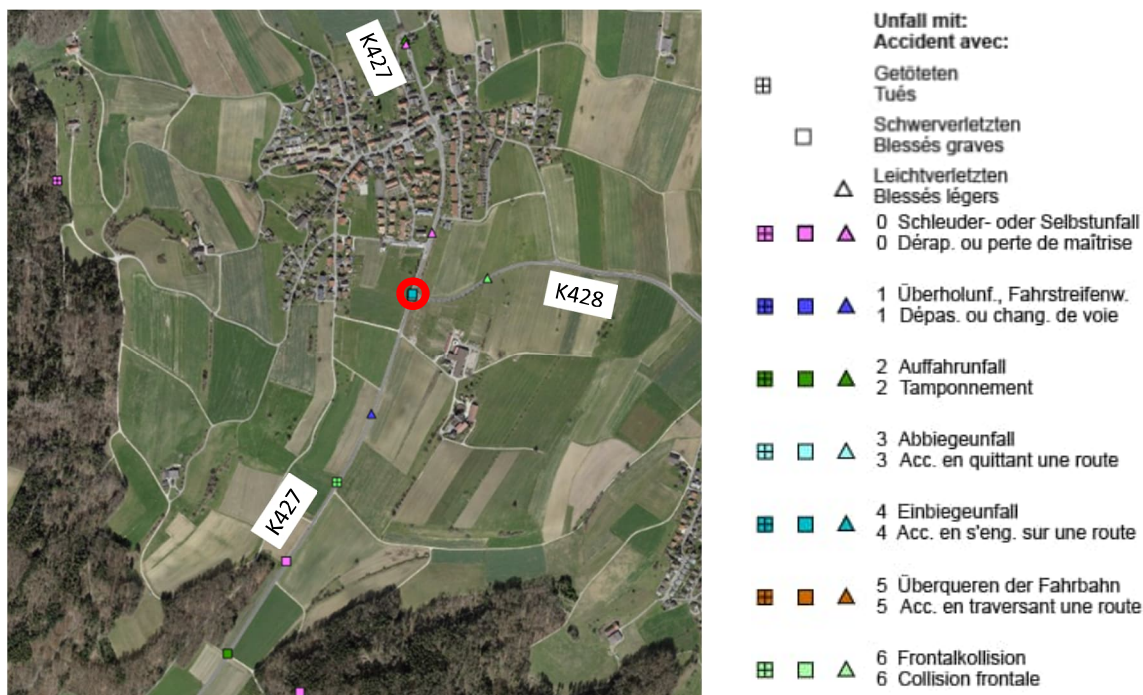 K427
K428
K427
Unfall mit:
Accident avec:
Getöteten
Tués
Schwerverletzten
Blessés graves
Leichtverletzten
Blessés légers
0 Schleuder- oder Selbstunfall
0 Dérap. ou perte de maîtrise
1 Überholunf., Fahrstreifenw.
1 Dépas. ou chang. de voie
2 Auffahrunfall
2 Tamponnement
3 Abbiegeunfall
3 Acc. en quittant une route
4 Einbiegeunfall
4 Acc. en s'eng. sur une route
5 Überqueren der Fahrbahn
5 Acc. en traversant une route
6 Frontalkollision
6 Collision frontale